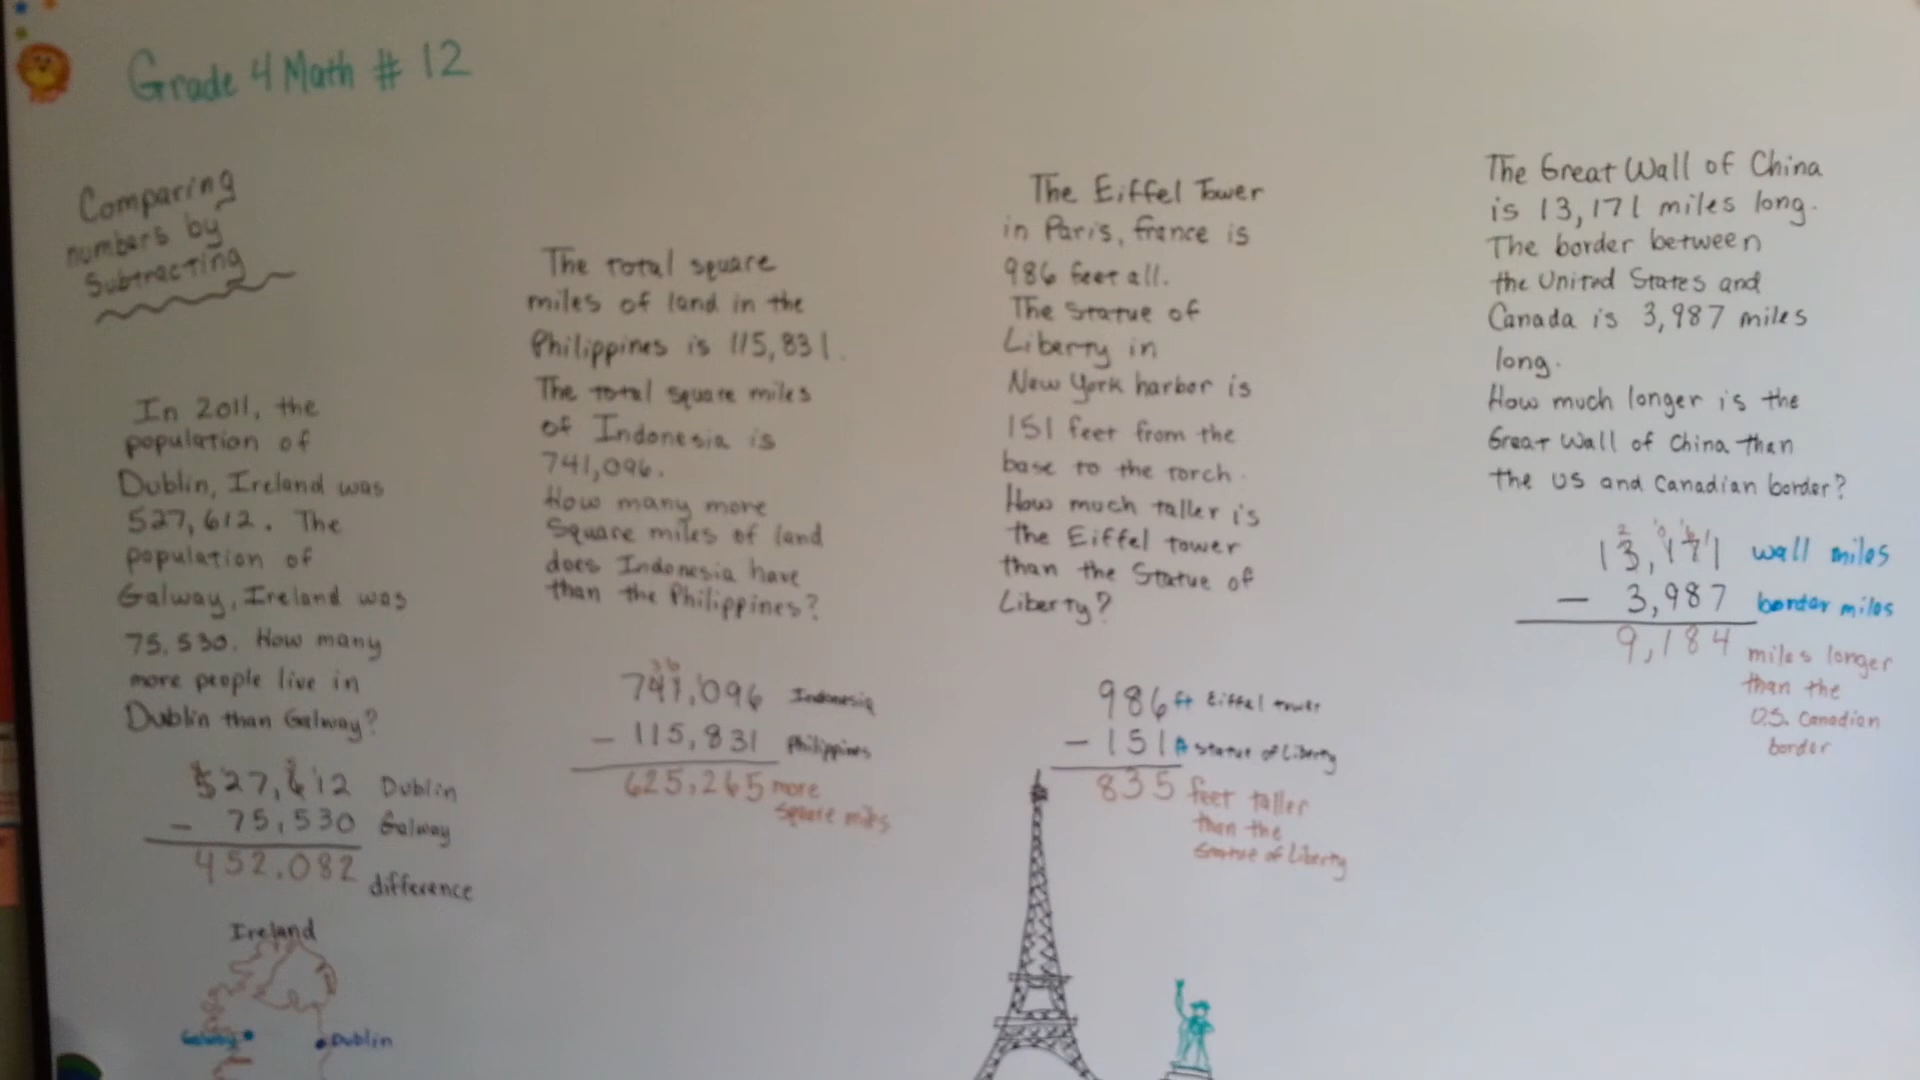 Grade 4 Math # 12
Comparing
numbers by
Subtracting
In 2011, the
population of
Dublin, Ireland was
527,612. The
population of
Galway, Ireland was
75,530. How many
more people live in
Dublin than Galway?
527,612 Dublin
- 75,530 Galway
452,082 difference
Ireland
Galway
Dublin
The total square
miles of land in the
Philippines is 115,831.
The total square miles
of Indonesia is
741,096.
How many more
Square miles of land
does Indonesia have
than the Philippines?
741,096 Indonesia
- 115,831 Philippines
625,265 more
square miles
The Eiffel Tower
in Paris, france is
986 feet all.
The Statue of
Liberty in
New York harbor is
151 feet from the
base to the torch.
How much taller is
the Eiffel tower
than the Statue of
Liberty?
986 ft Eiffel tower
- 151 ft Statue of Liberty
835 feet taller
than the
Statue of Liberty
The Great Wall of China
is 13,171 miles long.
The border between
the United States and
Canada is 3,987 miles
long.
How much longer is the
Great Wall of China than
the US and Canadian border?
13,171 wall miles
- 3,987 border miles
9,184 miles longer
than the
U.S. Canadian
border